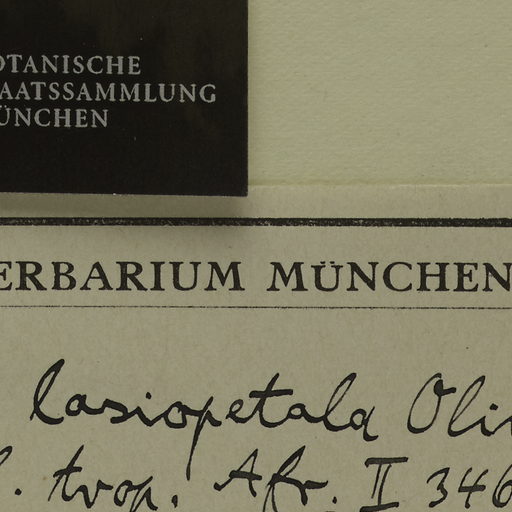 OTANISCHE
AATSSAMMLUNG
ÜNCHEN
ERBARIUM MÜNCHEN
lasiopetala Oli
l. trop. Afr. II 346